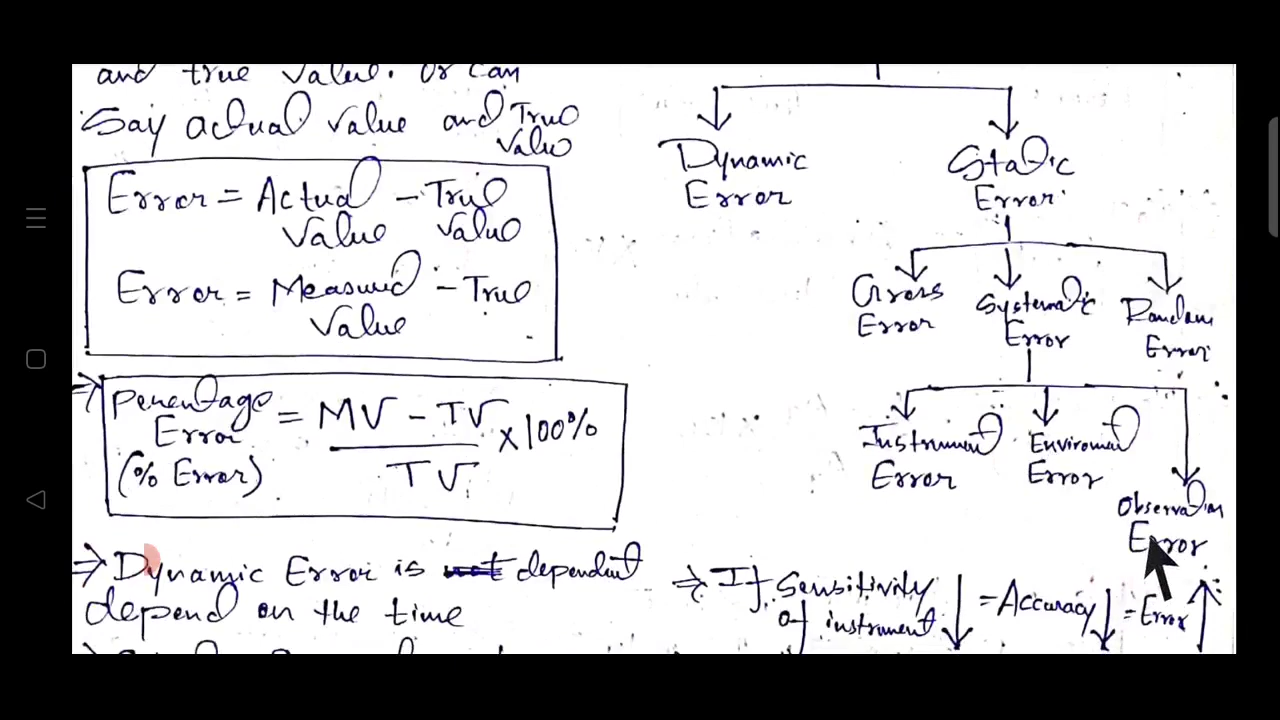 and true value. Or can
Say actual value and True
Value
Error = Actual - True
Value Value
Error = Measured - True
Value
⇒ Percentage
Error = MV - TV × 100%
(% Error) TV
⇒ Dynamic Error is not dependent
depend on the time
Dynamic Static
Error Error
Gross Systematic Random
Error Error Error
Instrument Enviroment
Error Error
Observation
Error
⇒ If Sensitivity ↓ = Accuracy ↓ = Error ↑
of instrument